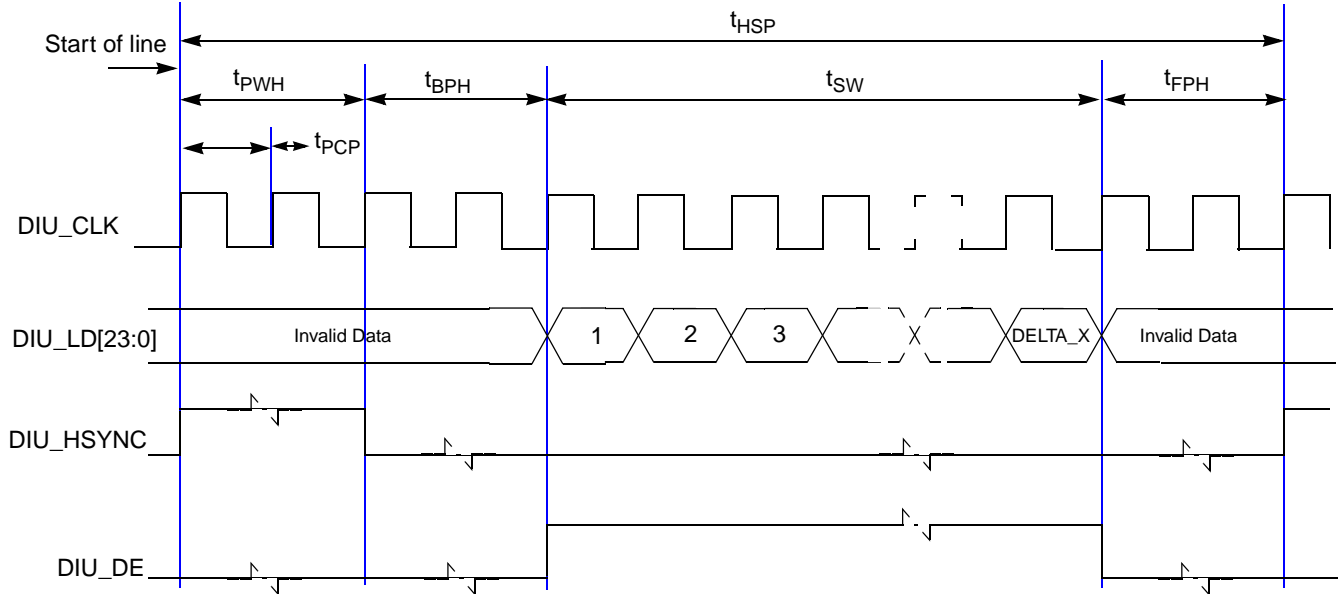 tHSP
Start of line
tPWH
tBPH
tSW
tFPH
tPCP
DIU_CLK
DIU_LD[23:0]
Invalid Data
1
2
3
DELTA_X
Invalid Data
DIU_HSYNC
DIU_DE